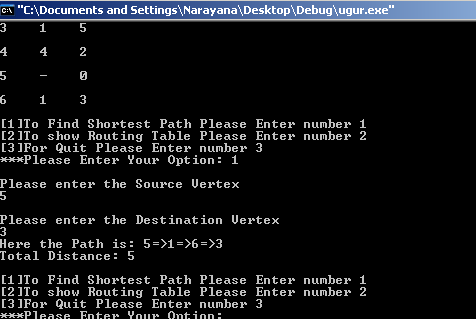 "C:\Documents and Settings\Narayana\Desktop\Debug\ugur.exe"
3 1 5
4 4 2
5 - 0
6 1 3
[1]To Find Shortest Path Please Enter number 1
[2]To show Routing Table Please Enter number 2
[3]For Quit Please Enter number 3
***Please Enter Your Option: 1
Please enter the Source Vertex
5
Please enter the Destination Vertex
3
Here the Path is: 5=>1=>6=>3
Total Distance: 5
[1]To Find Shortest Path Please Enter number 1
[2]To show Routing Table Please Enter number 2
[3]For Quit Please Enter number 3
***Please Enter Your Option: